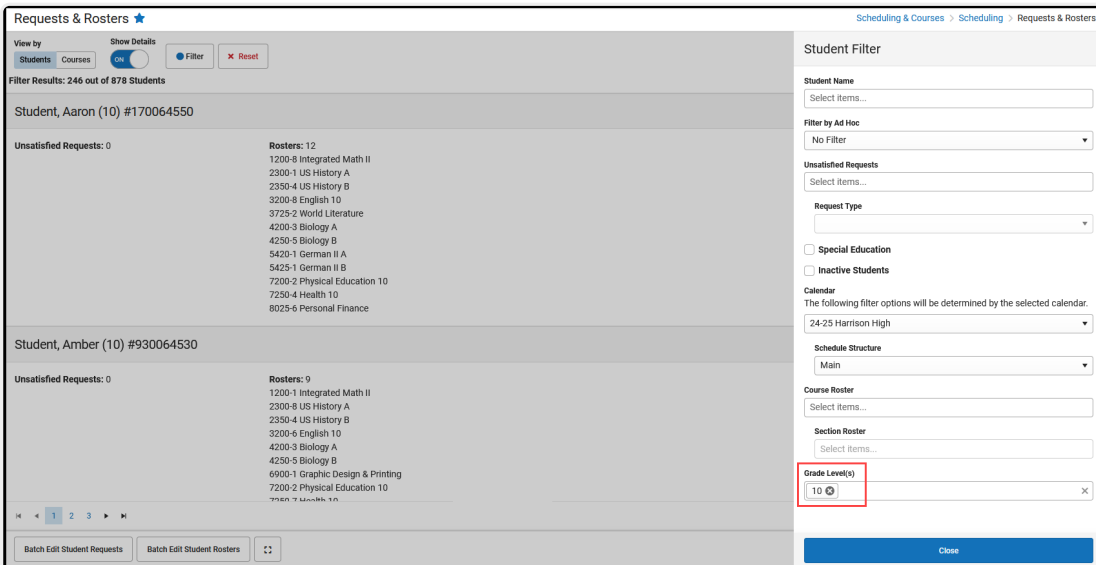 Requests & Rosters
Scheduling & Courses > Scheduling > Requests & Rosters
View by
Show Details
Students Courses
ON
Filter
Reset
Filter Results: 246 out of 878 Students
Student, Aaron (10) #170064550
Unsatisfied Requests: 0
Rosters: 12
1200-8 Integrated Math II
2300-1 US History A
2350-4 US History B
3200-8 English 10
3725-2 World Literature
4200-3 Biology A
4250-5 Biology B
5420-1 German II A
5425-1 German II B
7200-2 Physical Education 10
7250-4 Health 10
8025-6 Personal Finance
Student, Amber (10) #930064530
Unsatisfied Requests: 0
Rosters: 9
1200-1 Integrated Math II
2300-8 US History A
2350-4 US History B
3200-6 English 10
4200-3 Biology A
4250-5 Biology B
6900-1 Graphic Design & Printing
7200-2 Physical Education 10
7250-7 Health 10
1 2 3
Batch Edit Student Requests
Batch Edit Student Rosters
Student Filter
Student Name
Select items...
Filter by Ad Hoc
No Filter
Unsatisfied Requests
Select items...
Request Type
Special Education
Inactive Students
Calendar
The following filter options will be determined by the selected calendar.
24-25 Harrison High
Schedule Structure
Main
Course Roster
Select items...
Section Roster
Select items...
Grade Level(s)
10
Close